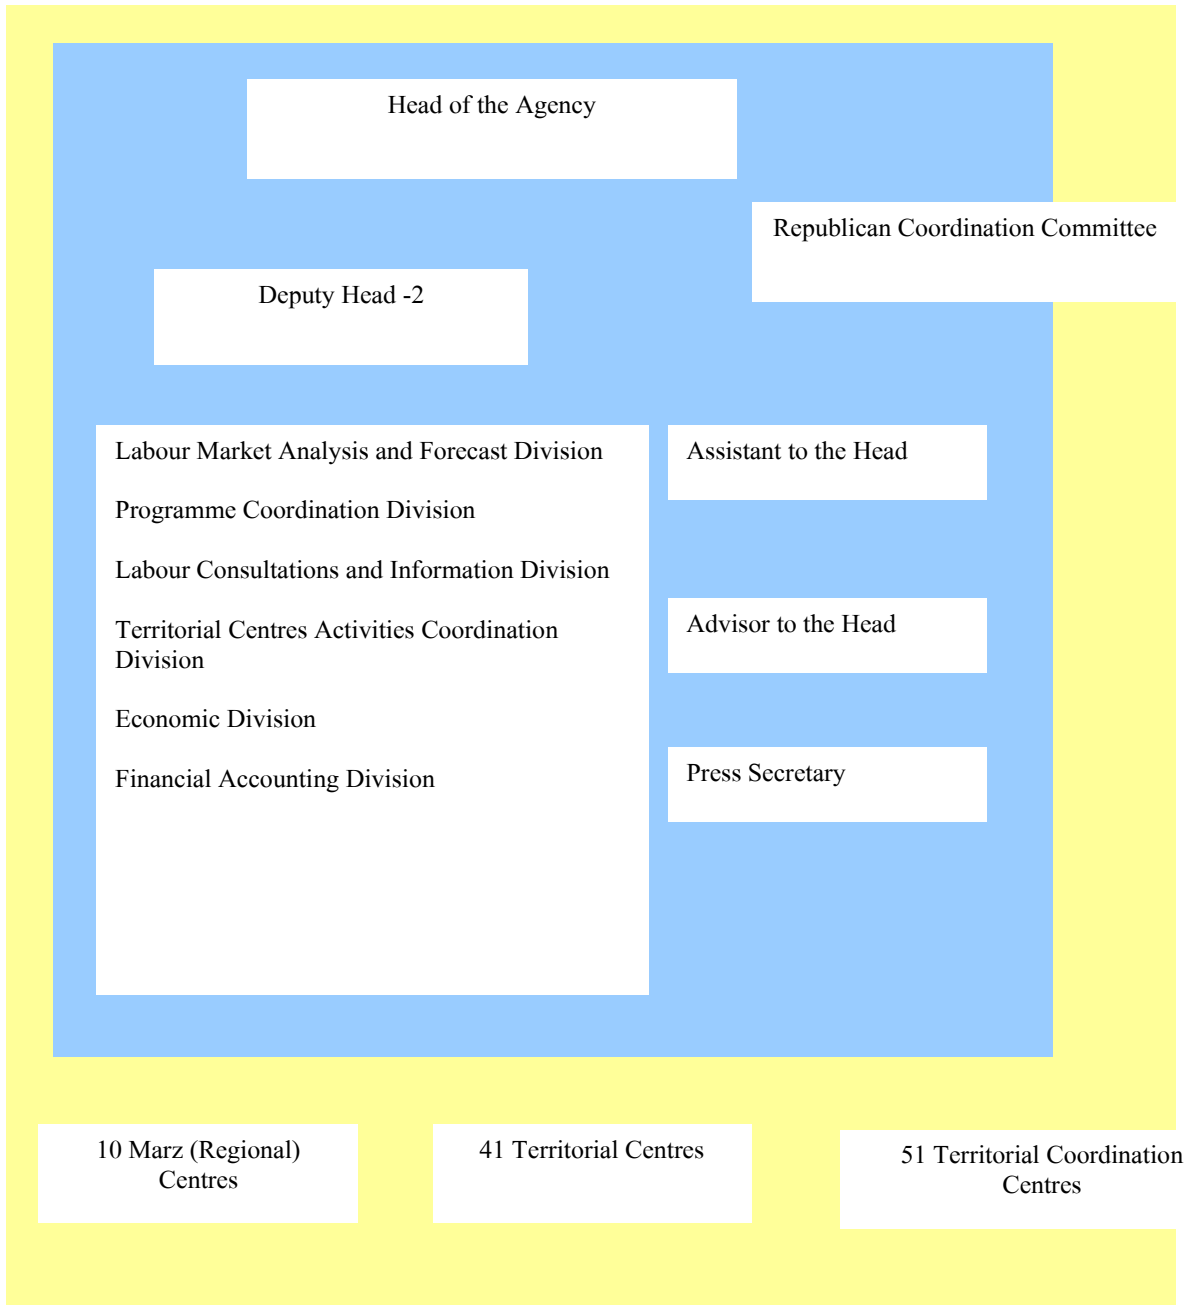 Head of the Agency
Republican Coordination Committee
Deputy Head -2
Labour Market Analysis and Forecast Division
Programme Coordination Division
Labour Consultations and Information Division
Territorial Centres Activities Coordination
Division
Economic Division
Financial Accounting Division
Assistant to the Head
Advisor to the Head
Press Secretary
10 Marz (Regional)
Centres
41 Territorial Centres
51 Territorial Coordination
Centres